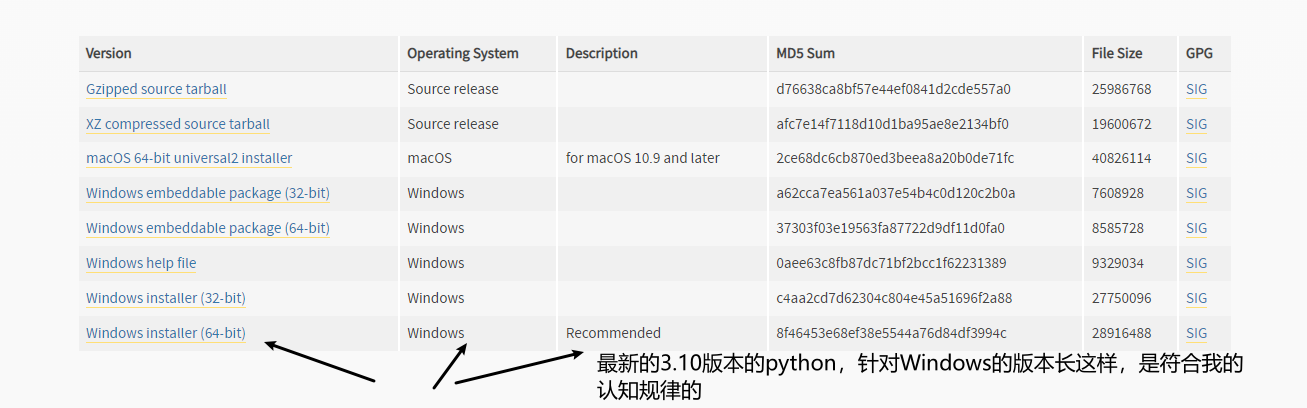 Version Operating System Description MD5 Sum File Size GPG
Gzipped source tarball Source release d76638ca8bf57e44ef0841d2cde557a0 25986768 SIG
XZ compressed source tarball Source release afc7e14f7118d10d1ba95ae8e2134bf0 19600672 SIG
macOS 64-bit universal2 installer macOS for macOS 10.9 and later 2ce68dc6cb870ed3beea8a20b0de71fc 40826114 SIG
Windows embeddable package (32-bit) Windows a62cca7ea561a037e54b4c0d120c2b0a 7608928 SIG
Windows embeddable package (64-bit) Windows 37303f03e19563fa87722d9df11d0fa0 8585728 SIG
Windows help file Windows 0aee63c8fb87dc71bf2bcc1f62231389 9329034 SIG
Windows installer (32-bit) Windows c4aa2cd7d62304c804e45a51696f2a88 27750096 SIG
Windows installer (64-bit) Windows Recommended 8f46453e68ef38e5544a76d84df3994c 28916488 SIG
最新的3.10版本的python，针对Windows的版本长这样，是符合我的
认知规律的